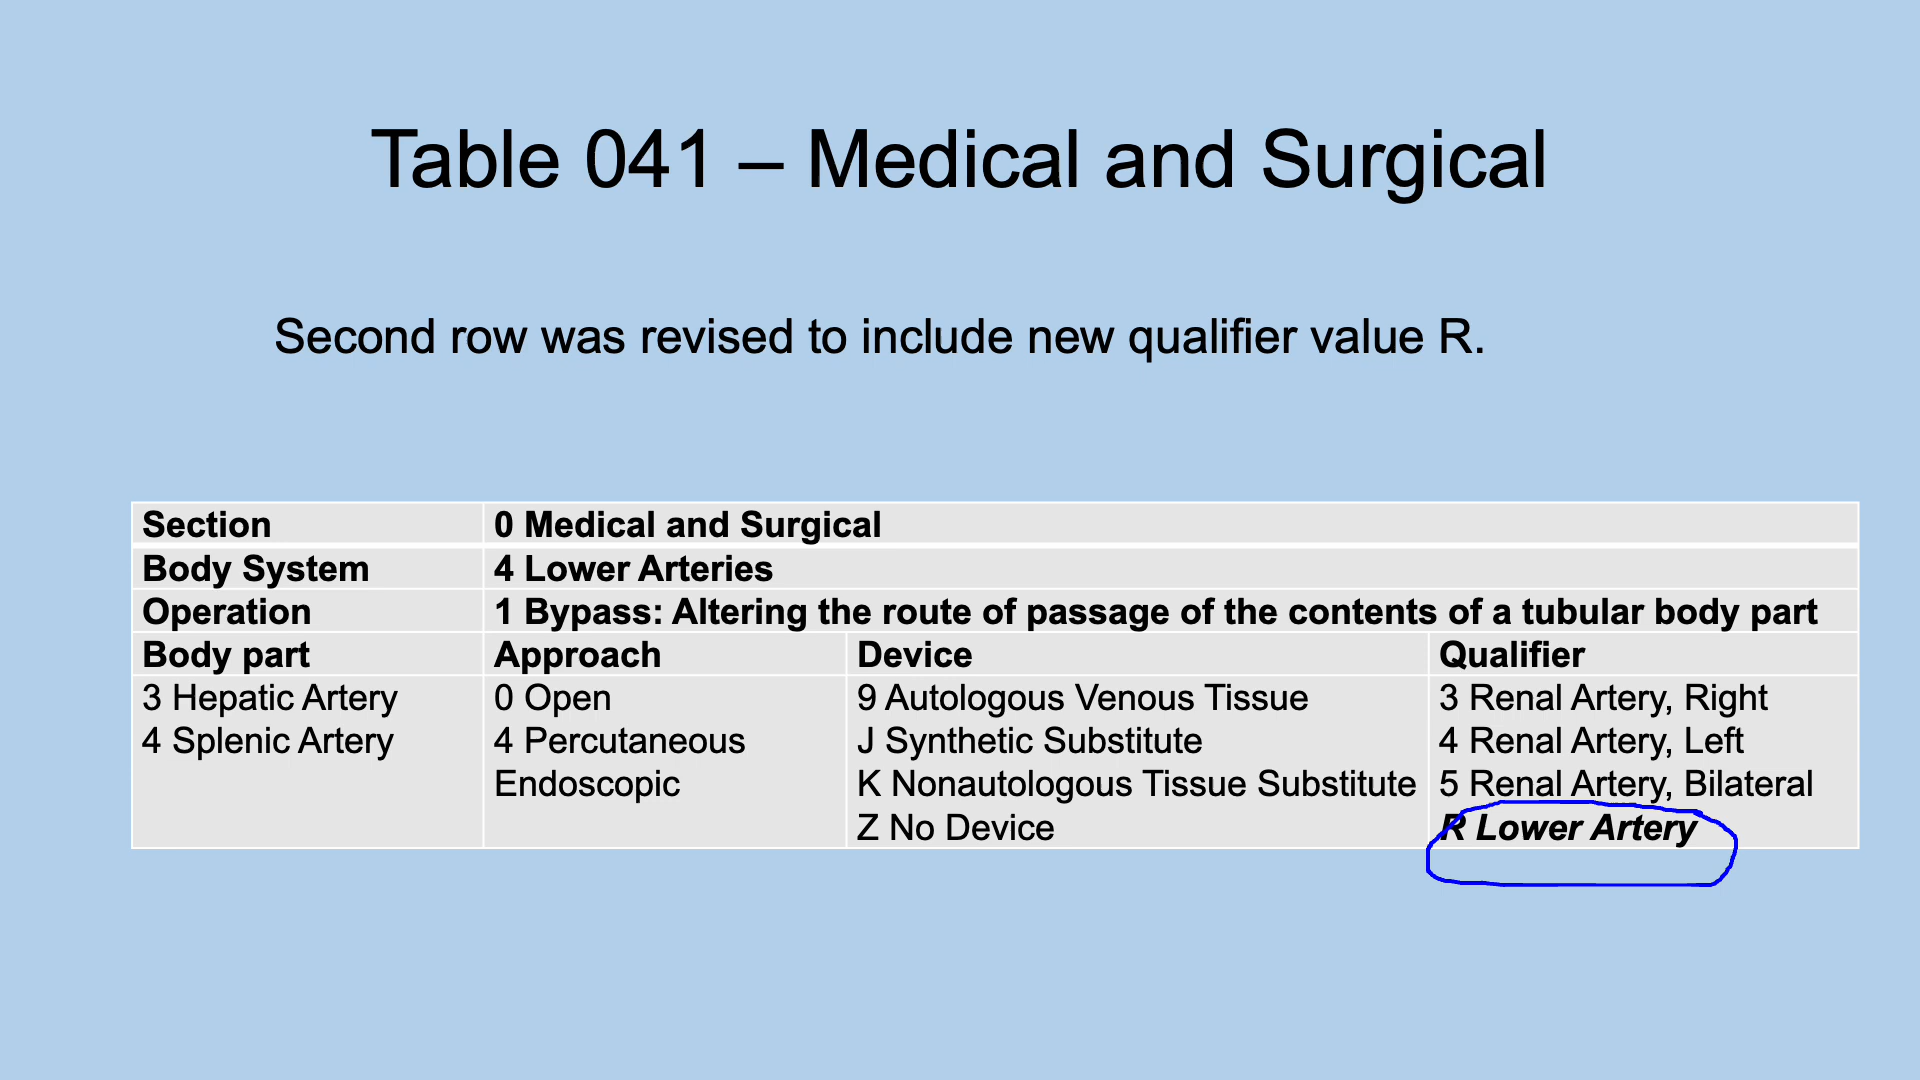 Table 041 – Medical and Surgical
Second row was revised to include new qualifier value R.
Section 0 Medical and Surgical
Body System 4 Lower Arteries
Operation 1 Bypass: Altering the route of passage of the contents of a tubular body part
Body part Approach Device Qualifier
3 Hepatic Artery 0 Open 9 Autologous Venous Tissue 3 Renal Artery, Right
4 Splenic Artery 4 Percutaneous J Synthetic Substitute 4 Renal Artery, Left
Endoscopic K Nonautologous Tissue Substitute 5 Renal Artery, Bilateral
Z No Device R Lower Artery